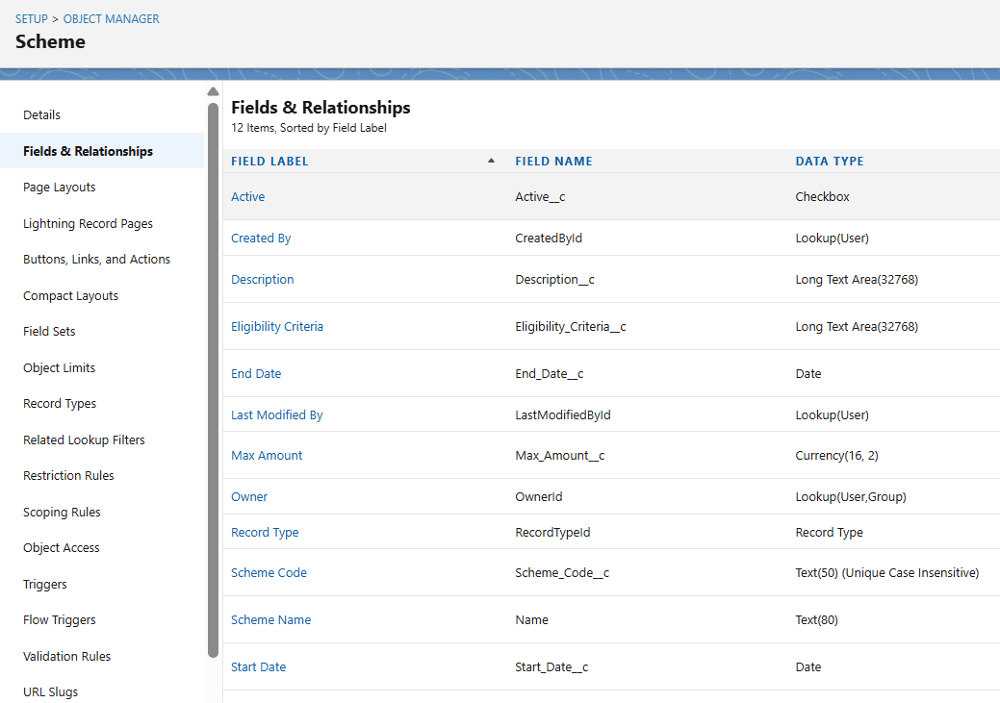 SETUP > OBJECT MANAGER
Scheme
Details
Fields & Relationships
Page Layouts
Lightning Record Pages
Buttons, Links, and Actions
Compact Layouts
Field Sets
Object Limits
Record Types
Related Lookup Filters
Restriction Rules
Scoping Rules
Object Access
Triggers
Flow Triggers
Validation Rules
URL Slugs
Fields & Relationships
12 Items, Sorted by Field Label
FIELD LABEL FIELD NAME DATA TYPE
Active Active__c Checkbox
Created By CreatedById Lookup(User)
Description Description__c Long Text Area(32768)
Eligibility Criteria Eligibility_Criteria__c Long Text Area(32768)
End Date End_Date__c Date
Last Modified By LastModifiedById Lookup(User)
Max Amount Max_Amount__c Currency(16, 2)
Owner OwnerId Lookup(User,Group)
Record Type RecordTypeId Record Type
Scheme Code Scheme_Code__c Text(50) (Unique Case Insensitive)
Scheme Name Name Text(80)
Start Date Start_Date__c Date